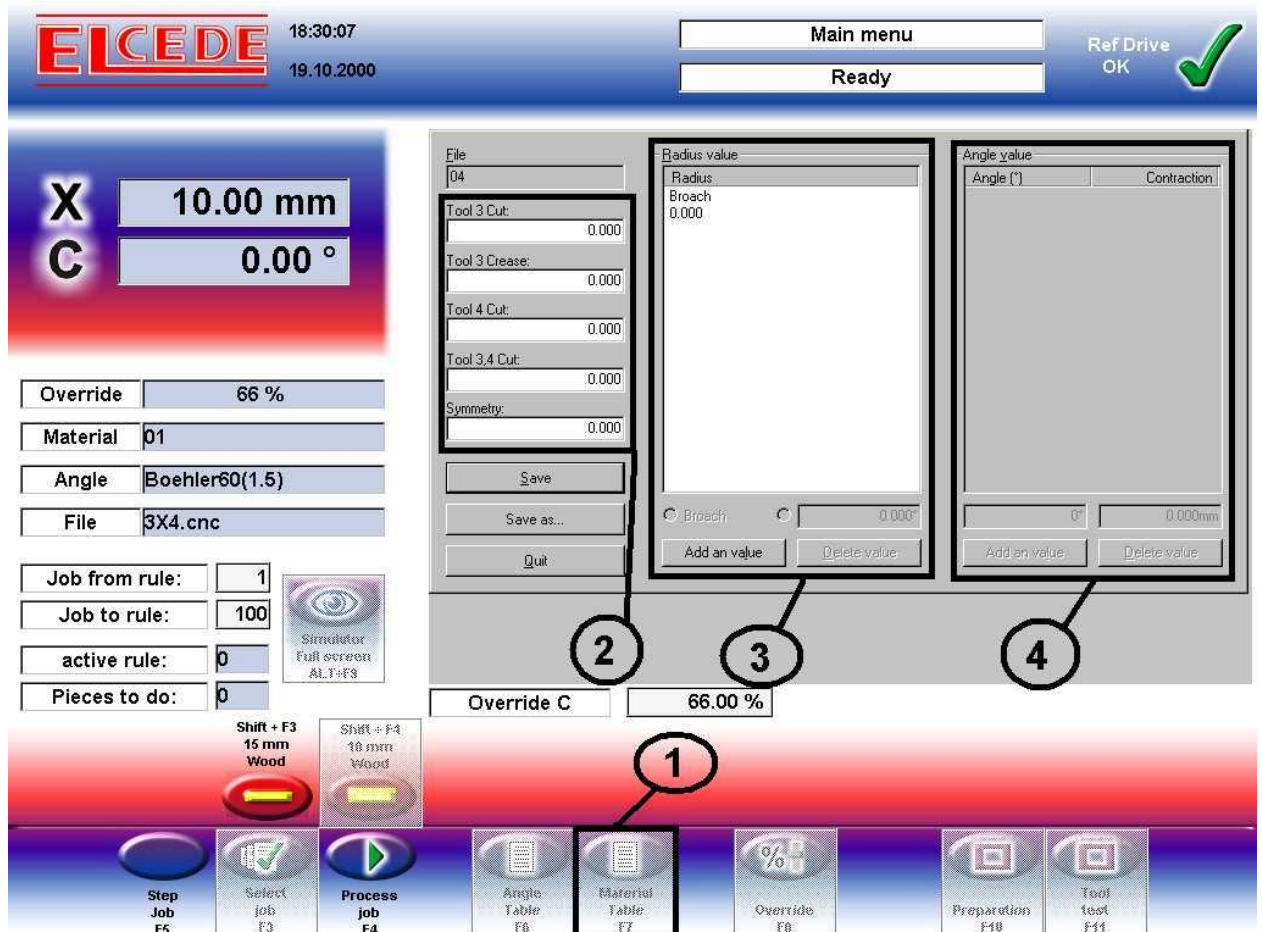 ELCEDE
18:30:07
19.10.2000
Main menu
Ready
Ref Drive
OK
X
10.00 mm
C
0.00 °
Override
66 %
Material
01
Angle
Boehler60(1.5)
File
3X4.cnc
Job from rule:
1
Job to rule:
100
active rule:
0
Pieces to do:
0
Simulator
Full screen
ALT+F9
File
04
Tool 3 Cut:
0.000
Tool 3 Crease:
0.000
Tool 4 Cut:
0.000
Tool 3,4 Cut:
0.000
Symmetry:
0.000
Save
Save as...
Quit
Radius value
Radius
Broach
0.000
Broach
0.000°
Add an value
Delete value
Angle value
Angle (°)
Contraction
0°
0.000mm
Add an value
Delete value
2
3
4
Override C
66.00 %
1
Shift + F3
15 mm
Wood
Shift + F4
10 mm
Wood
Step
Job
F5
Select
job
F3
Process
job
F4
Angle
Table
F6
Material
Table
F7
%
Override
F8
Preparation
F10
Tool
test
F11